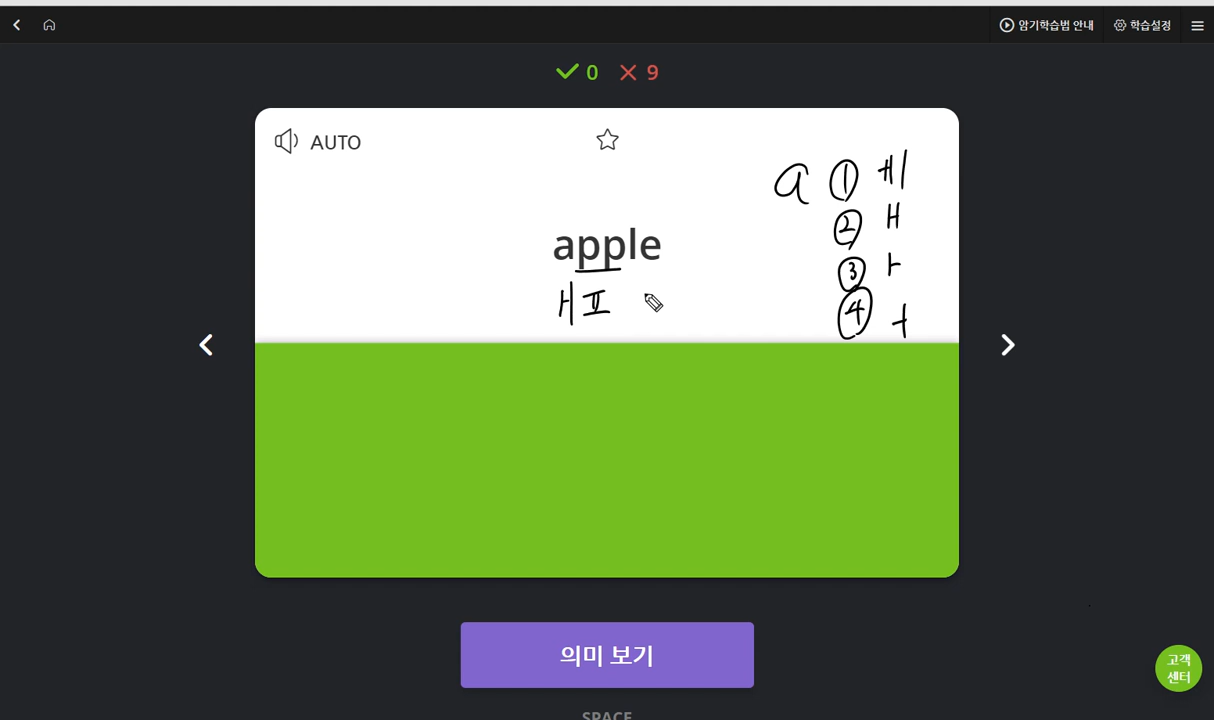 암기학습법 안내 학습설정
0 9
AUTO
a ① ㅔㅣ
② ㅐ
apple
③ ㅏ
ㅐㅍ
④ ㅓ
의미 보기
고객
센터
SPACE